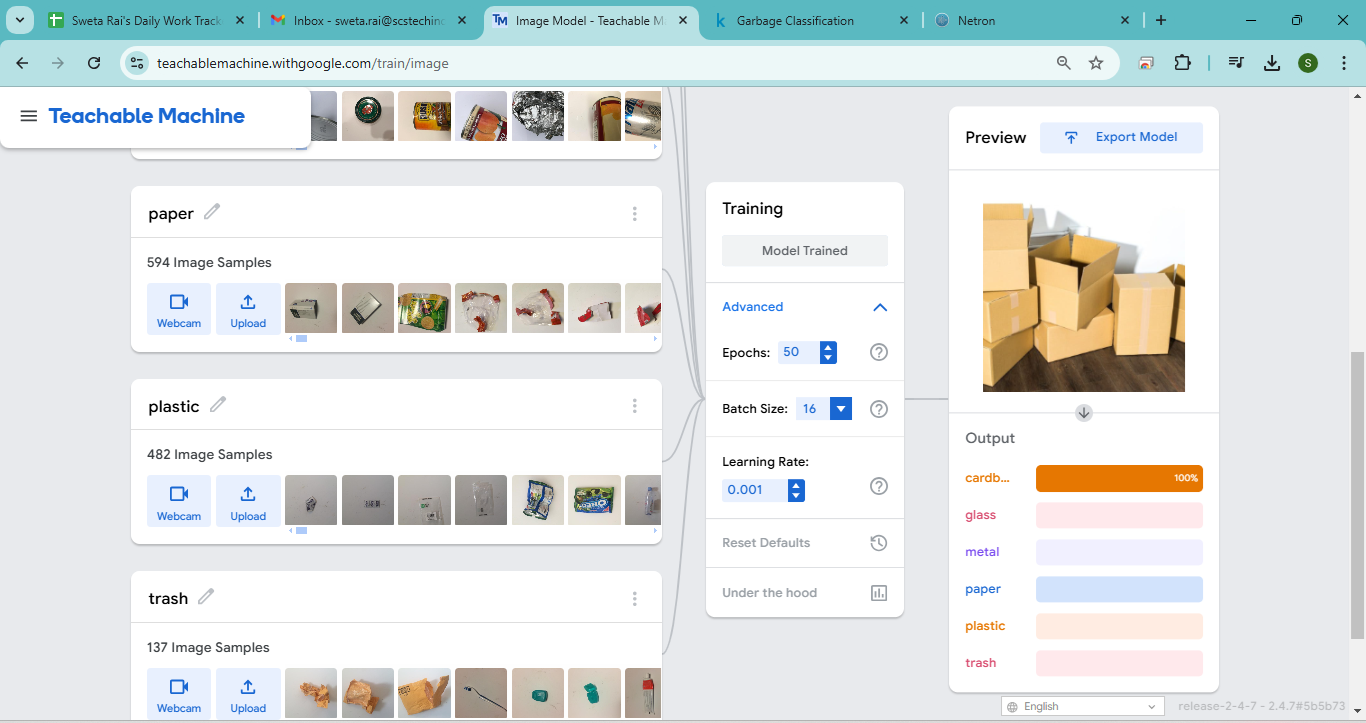 Sweta Rai's Daily Work Track
Inbox - sweta.rai@scstechinc
Image Model - Teachable M
Garbage Classification
Netron
teachablemachine.withgoogle.com/train/image
S
Teachable Machine
paper
594 Image Samples
Webcam
Upload
plastic
482 Image Samples
Webcam
Upload
trash
137 Image Samples
Webcam
Upload
Training
Model Trained
Advanced
Epochs: 50
Batch Size: 16
Learning Rate:
0.001
Reset Defaults
Under the hood
Preview
Export Model
Output
cardb... 100%
glass
metal
paper
plastic
trash
English
release-2-4-7 - 2.4.7#5b5b73